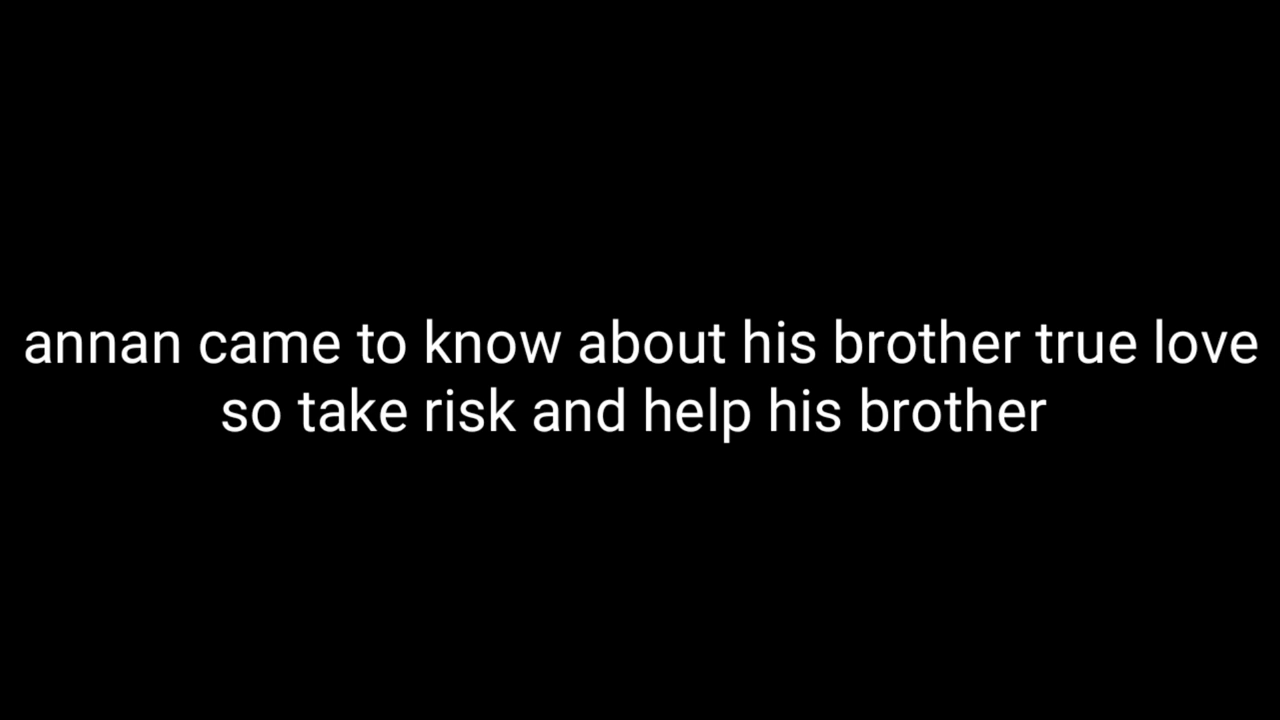 annan came to know about his brother true love
so take risk and help his brother